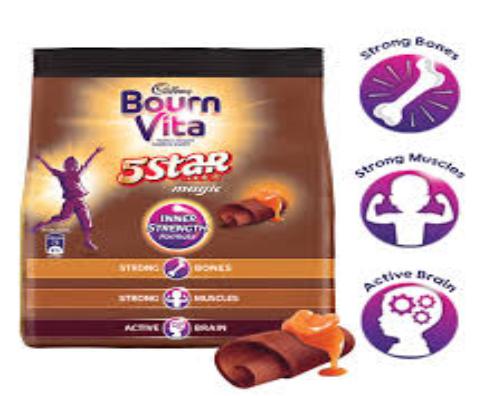 Cadbury
Bourn
Vita
5Star
magic
INNER
STRENGTH
FORMULA
STRONG BONES
STRONG MUSCLES
ACTIVE BRAIN
Strong Bones
Strong Muscles
Active Brain